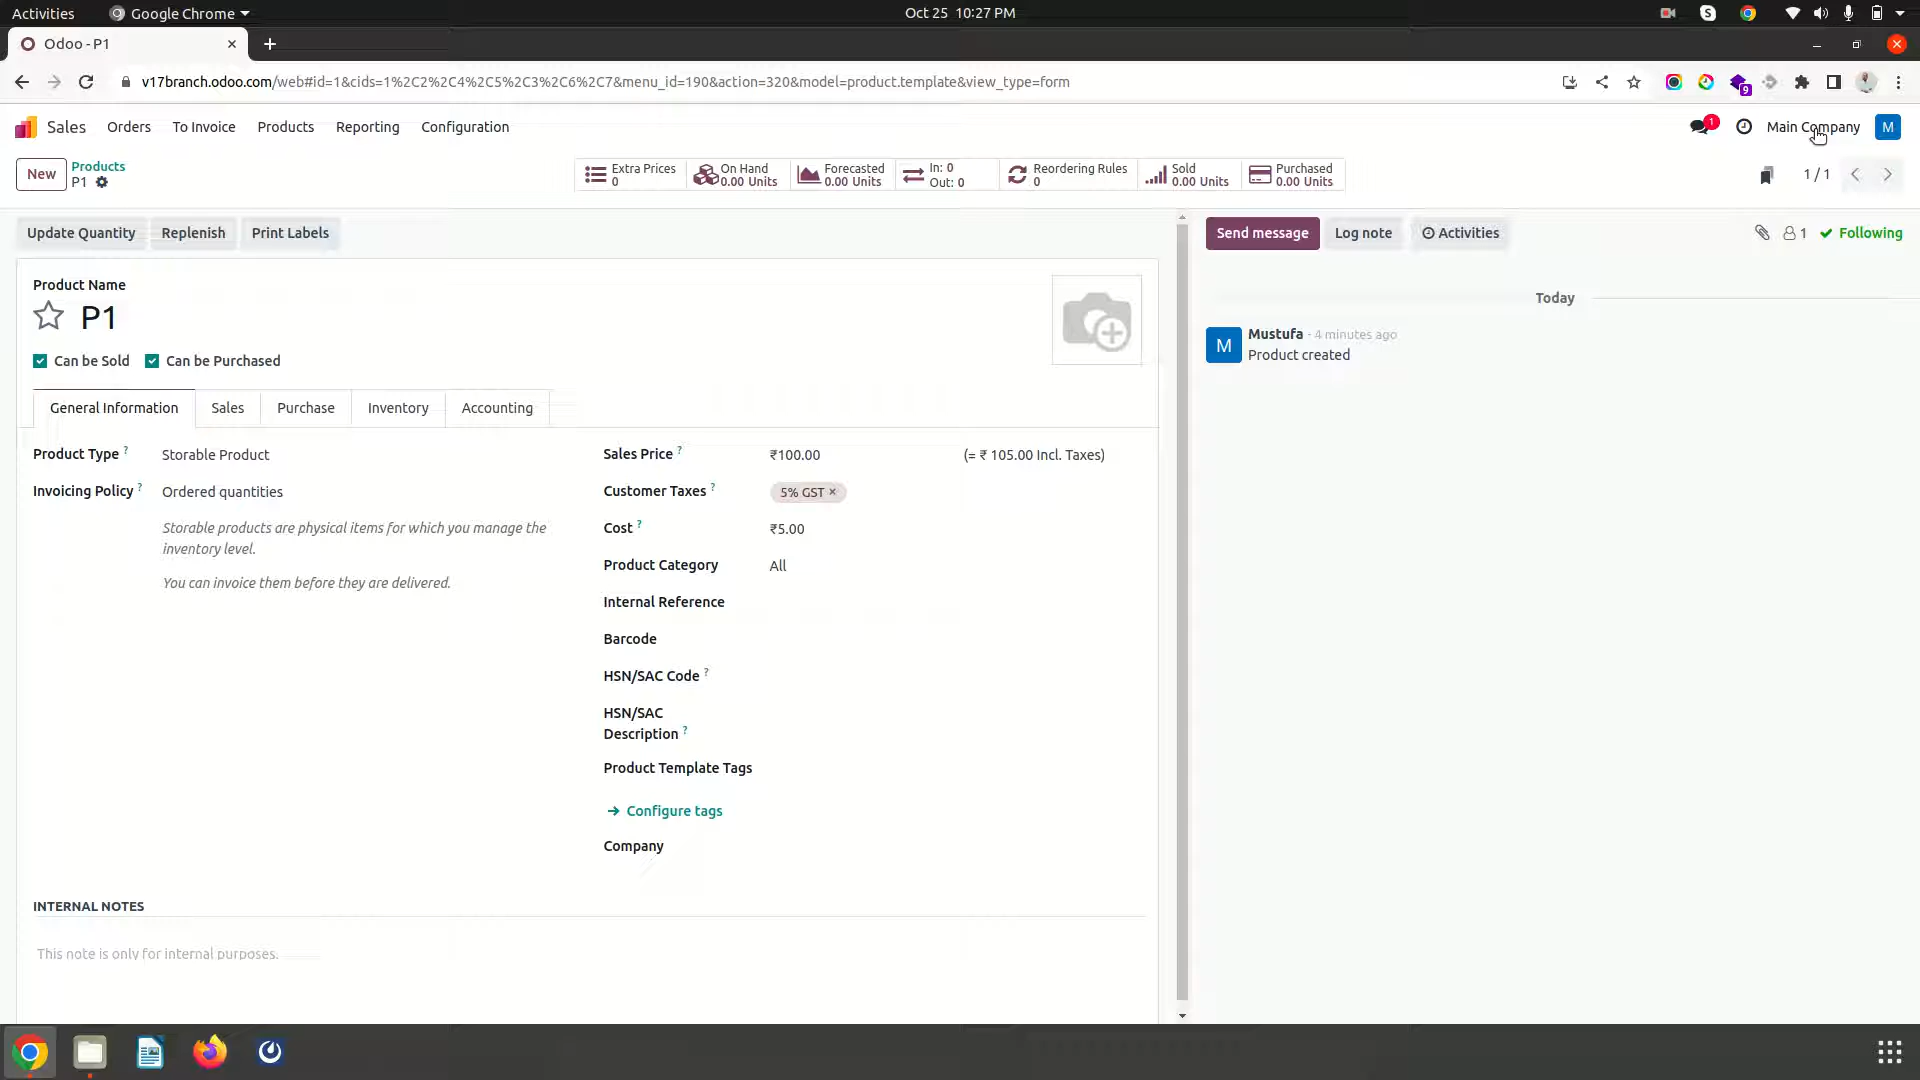 Activities
Google Chrome
Oct 25 10:27 PM
Odoo - P1
v17branch.odoo.com/web#id=1&cids=1%2C2%2C4%2C5%2C3%2C6%2C7&menu_id=190&action=320&model=product.template&view_type=form
9
Sales
Orders
To Invoice
Products
Reporting
Configuration
1
Main Company
M
New
Products
P1
Extra Prices
0
On Hand
0.00 Units
Forecasted
0.00 Units
In: 0
Out: 0
Reordering Rules
0
Sold
0.00 Units
Purchased
0.00 Units
1 / 1
Update Quantity
Replenish
Print Labels
Send message
Log note
Activities
1
Following
Product Name
P1
Can be Sold
Can be Purchased
General Information
Sales
Purchase
Inventory
Accounting
Product Type ?
Storable Product
Invoicing Policy ?
Ordered quantities
Storable products are physical items for which you manage the
inventory level.
You can invoice them before they are delivered.
Sales Price ?
₹100.00
(= ₹ 105.00 Incl. Taxes)
Customer Taxes ?
5% GST ×
Cost ?
₹5.00
Product Category
All
Internal Reference
Barcode
HSN/SAC Code ?
HSN/SAC
Description ?
Product Template Tags
Configure tags
Company
INTERNAL NOTES
This note is only for internal purposes.
Today
M
Mustufa - 4 minutes ago
Product created